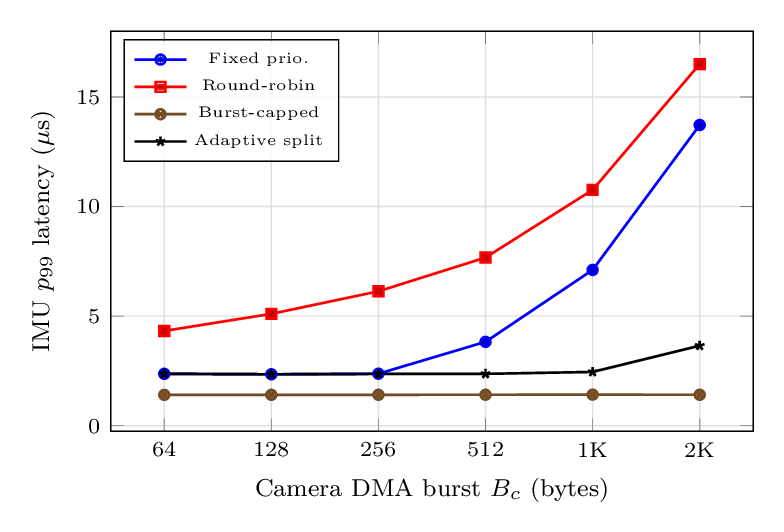 Fixed prio.
Round-robin
Burst-capped
Adaptive split
15
10
5
0
IMU p99 latency (μs)
64 128 256 512 1K 2K
Camera DMA burst Bc (bytes)